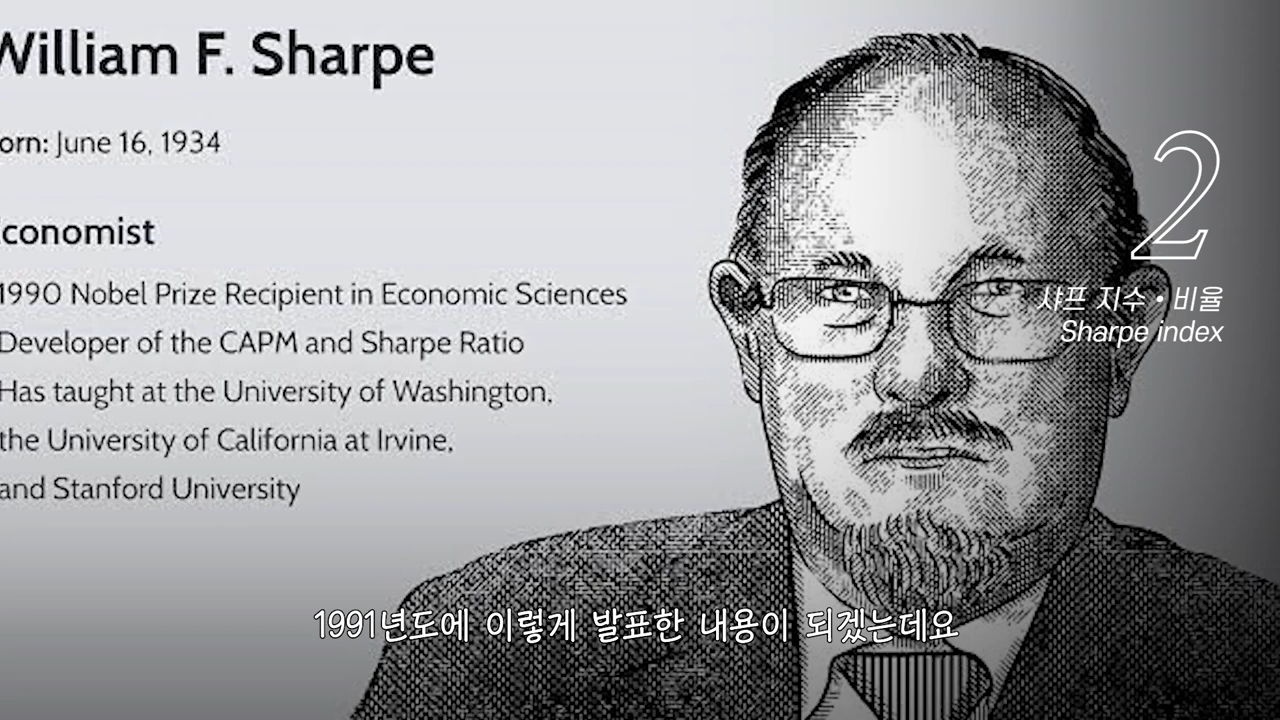 William F. Sharpe
orn: June 16, 1934
conomist
1990 Nobel Prize Recipient in Economic Sciences
Developer of the CAPM and Sharpe Ratio
Has taught at the University of Washington,
the University of California at Irvine,
and Stanford University
2
샤프 지수 • 비율
Sharpe index
1991년도에 이렇게 발표한 내용이 되겠는데요